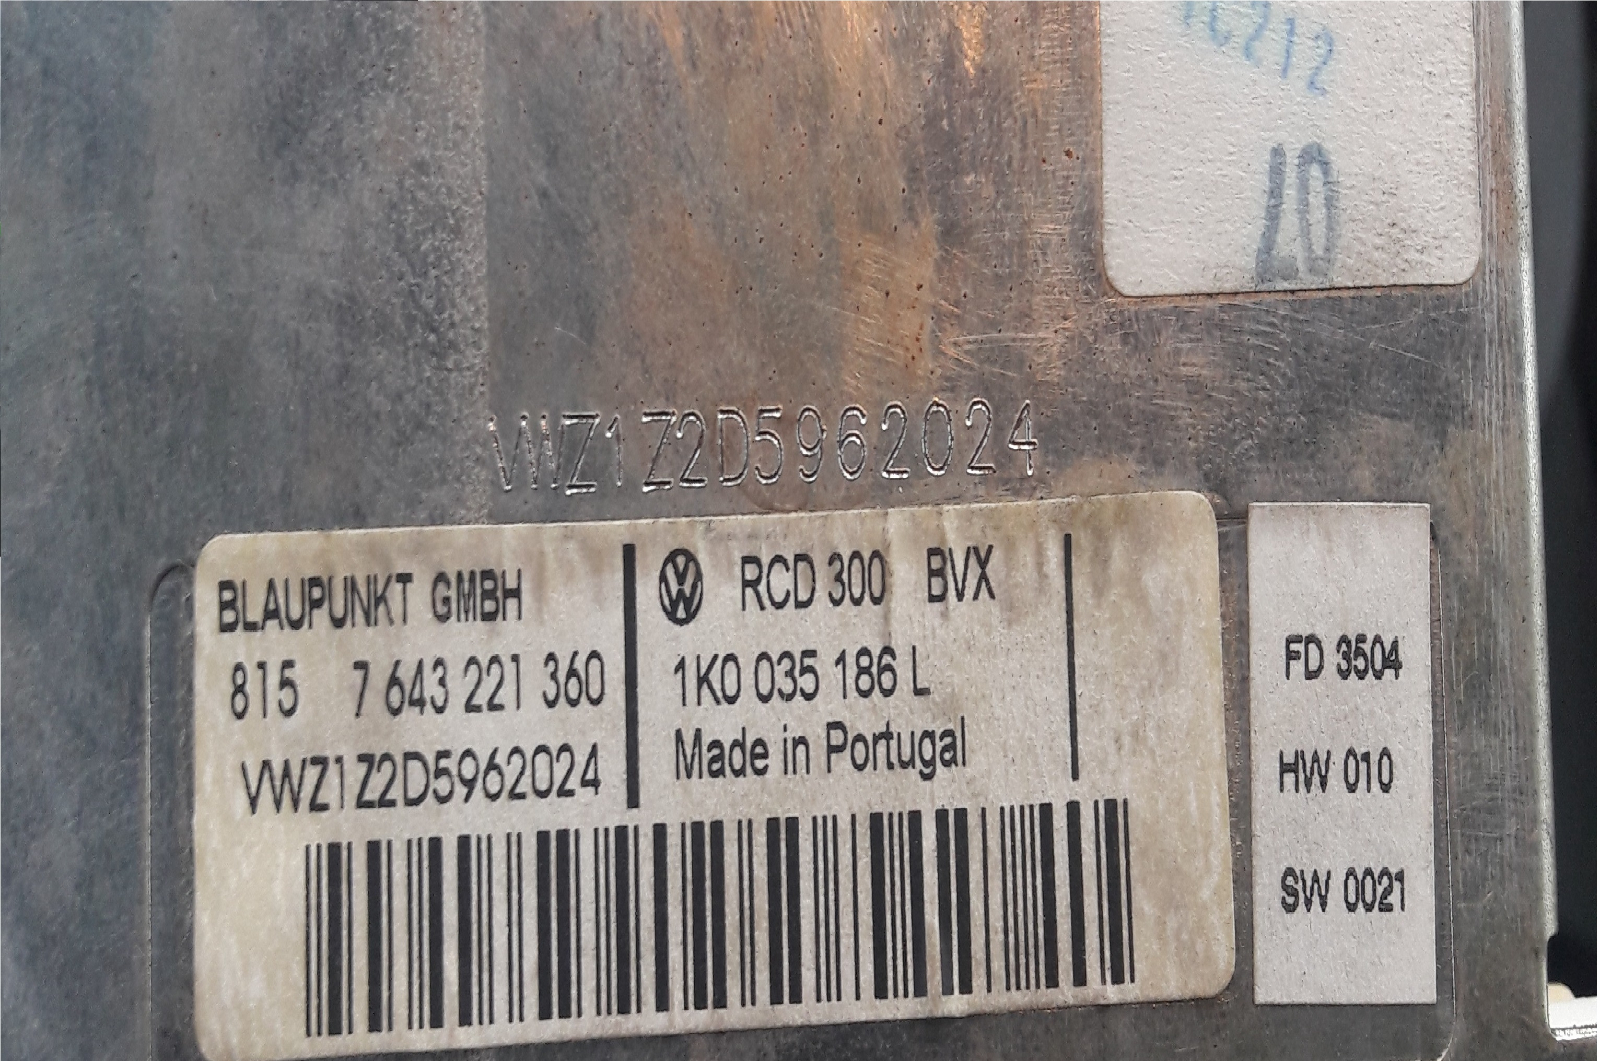 07
VWZ1Z2D5962024
BLAUPUNKT GMBH
815 7 643 221 360
VWZ1Z2D5962024
RCD 300 BVX
1K0 035 186 L
Made in Portugal
FD 3504
HW 010
SW 0021